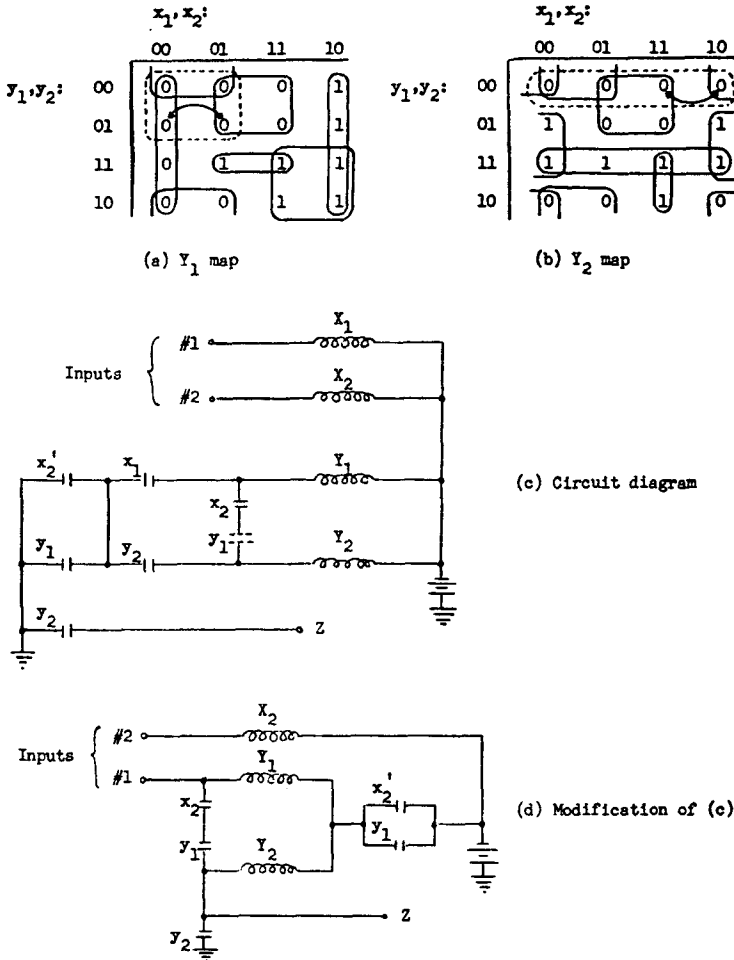 x₁,x₂:
00 01 11 10
y₁,y₂: 00 0 0 0 1
01 0 0 0 1
11 0 1 1 1
10 0 0 1 1
(a) Y₁ map
x₁,x₂:
00 01 11 10
y₁,y₂: 00 0 0 0 0
01 1 0 0 1
11 1 1 1 1
10 0 0 1 0
(b) Y₂ map
X₁
Inputs { #1
X₂
#2
x₂' x₁ Y₁
x₂
(c) Circuit diagram
y₁
y₁ y₂ Y₂
y₂ Z
X₂
Inputs { #2
Y₁
#1
x₂ x₂'
(d) Modification of (c)
y₁ Y₂ y₁
Z
y₂